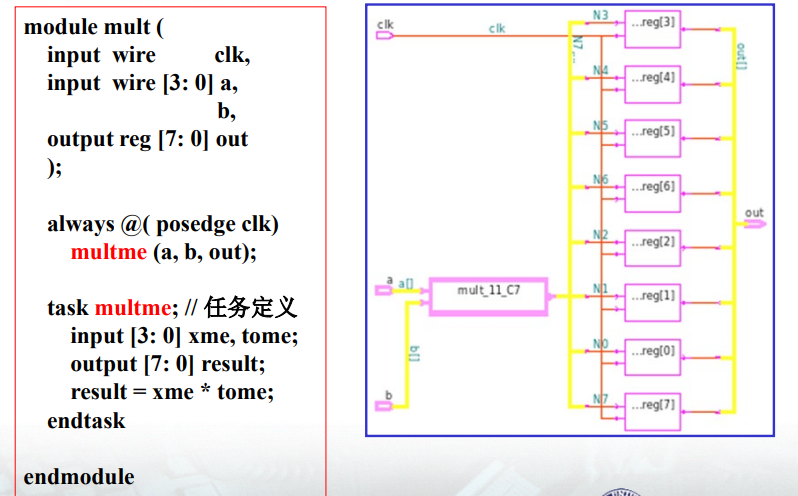 module mult (
input wire clk,
input wire [3: 0] a,
b,
output reg [7: 0] out
);
always @( posedge clk)
multme (a, b, out);
task multme; // 任务定义
input [3: 0] xme, tome;
output [7: 0] result;
result = xme * tome;
endtask
endmodule
clk
clk
N3
...reg[3]
N7...
out[]
N4
...reg[4]
N5
...reg[5]
N6
...reg[6]
out
N2
...reg[2]
a
a[]
mult_11_C7
N1
...reg[1]
b[]
N0
...reg[0]
b
N7
...reg[7]